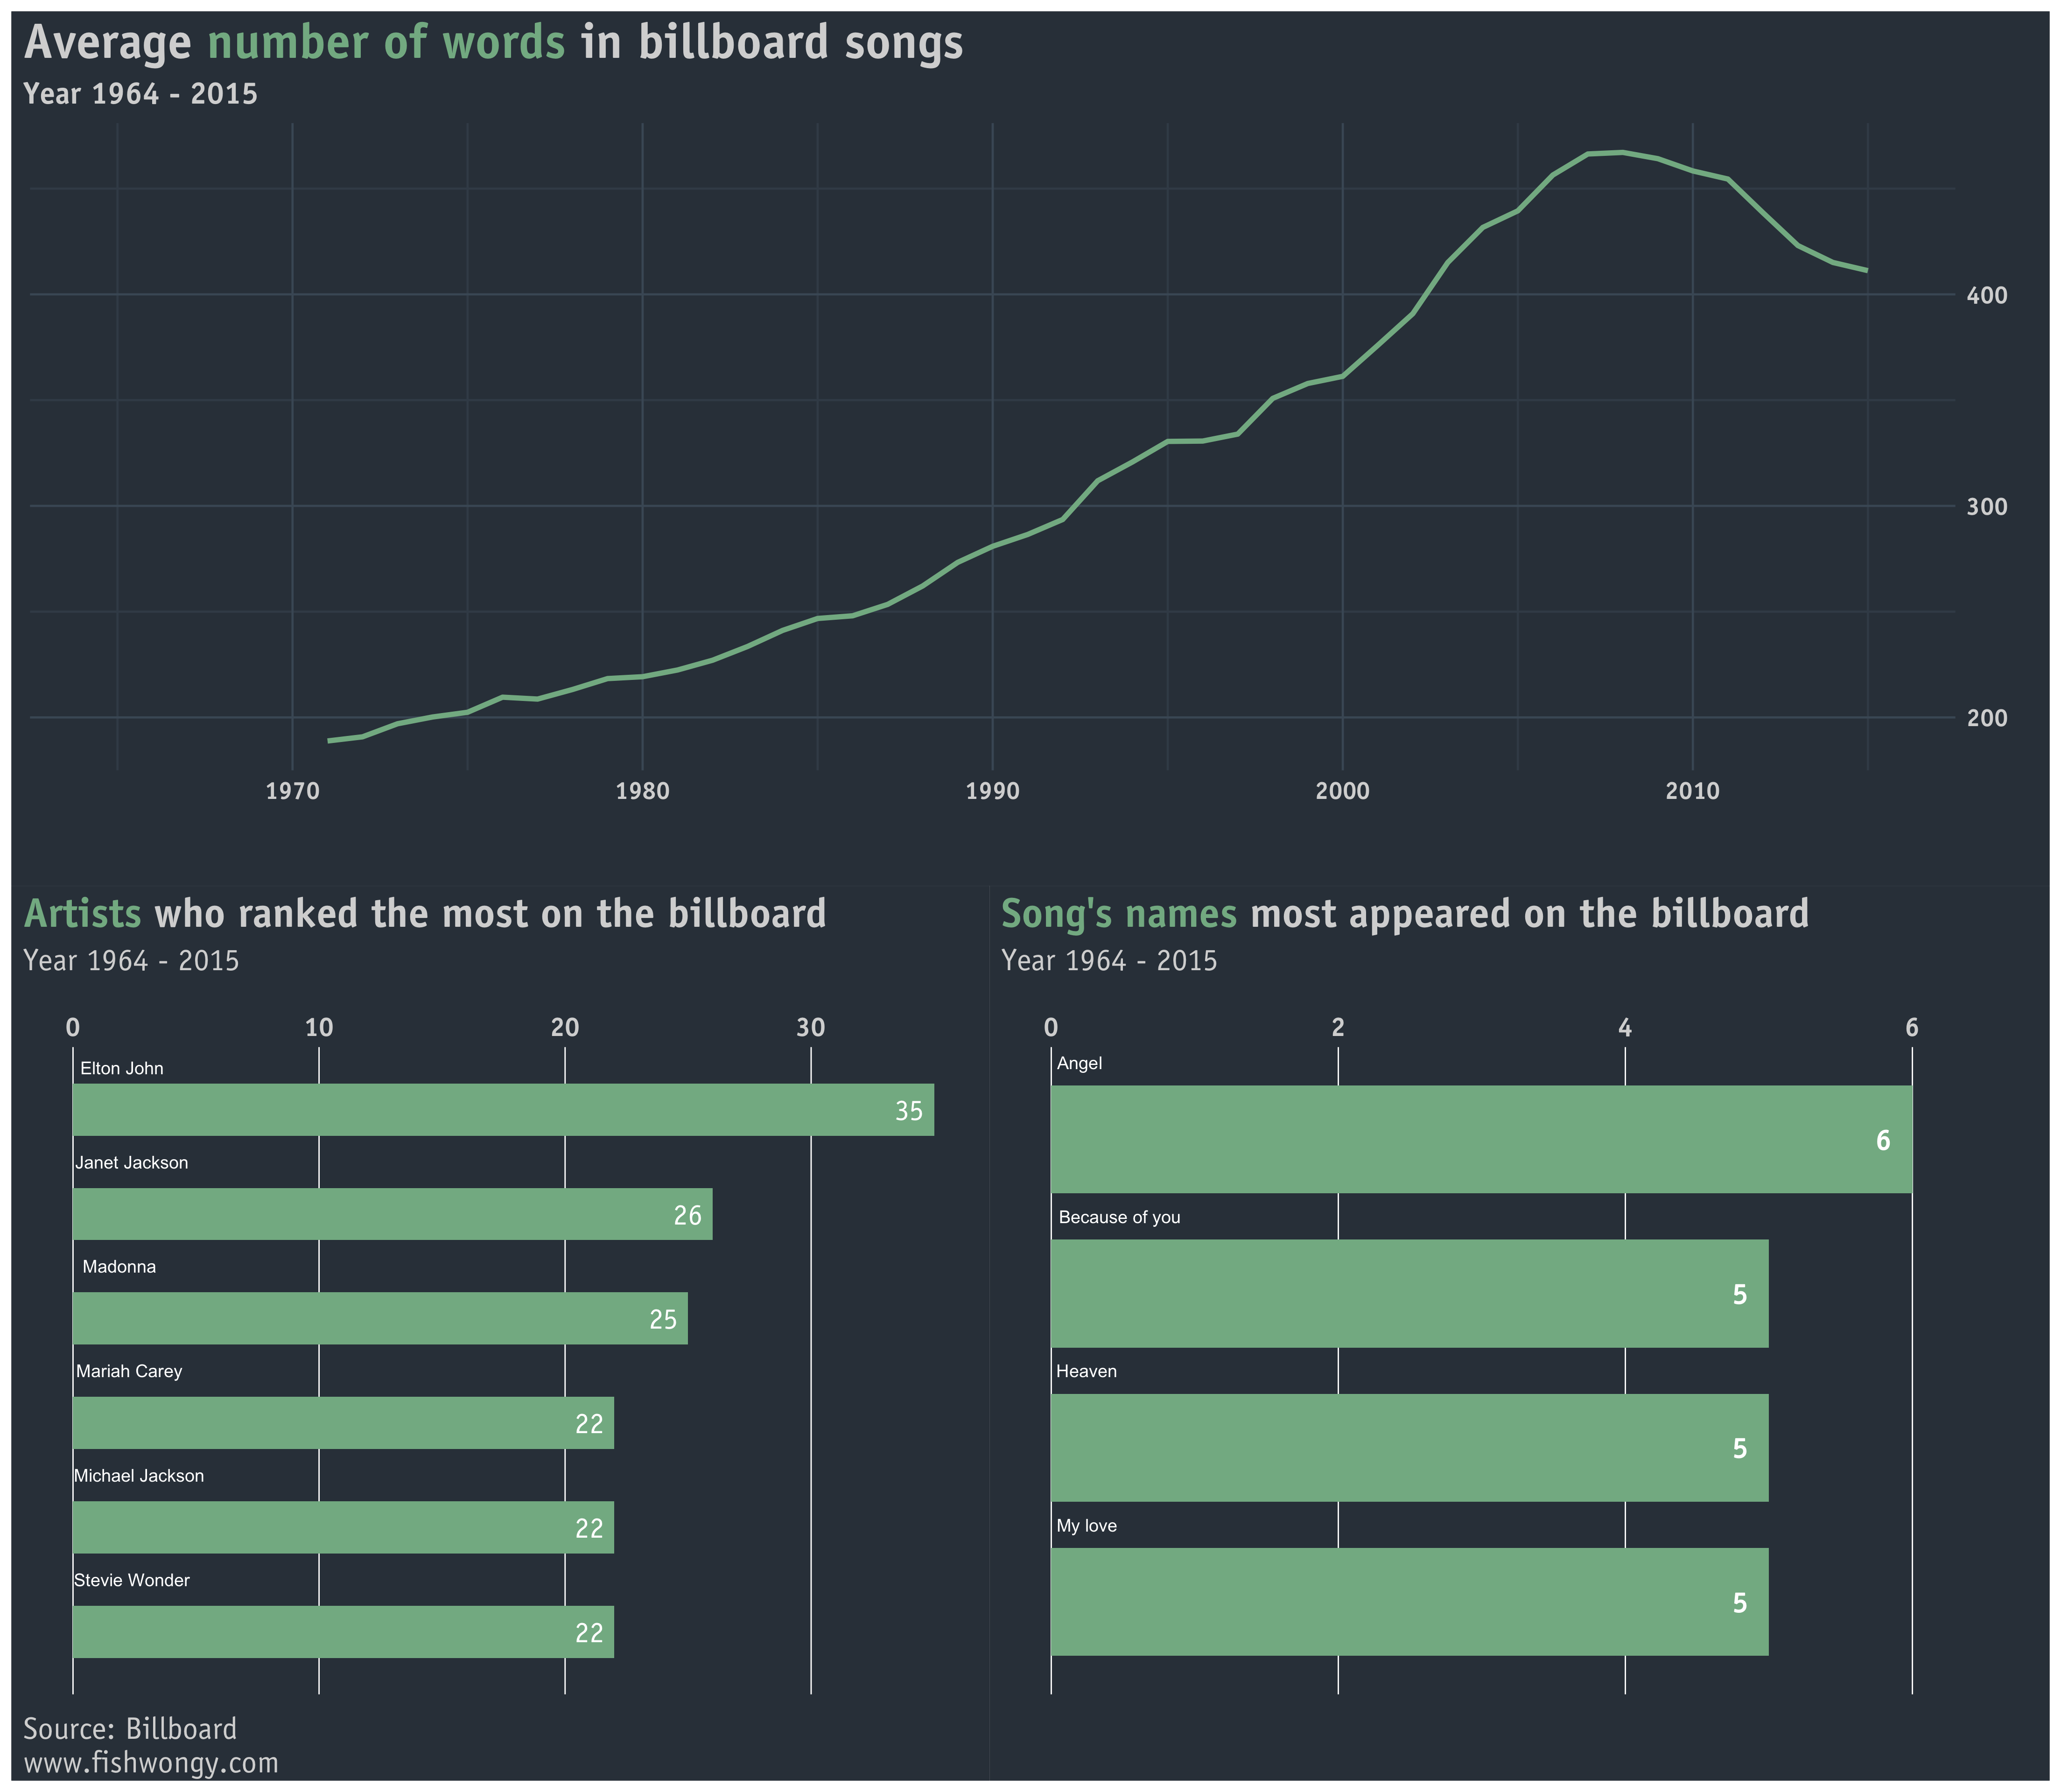 Average number of words in billboard songs
Year 1964 - 2015
400
300
200
1970 1980 1990 2000 2010
Artists who ranked the most on the billboard
Year 1964 - 2015
0 10 20 30
Elton John
35
Janet Jackson
26
Madonna
25
Mariah Carey
22
Michael Jackson
22
Stevie Wonder
22
Song's names most appeared on the billboard
Year 1964 - 2015
0 2 4 6
Angel
6
Because of you
5
Heaven
5
My love
5
Source: Billboard
www.fishwongy.com